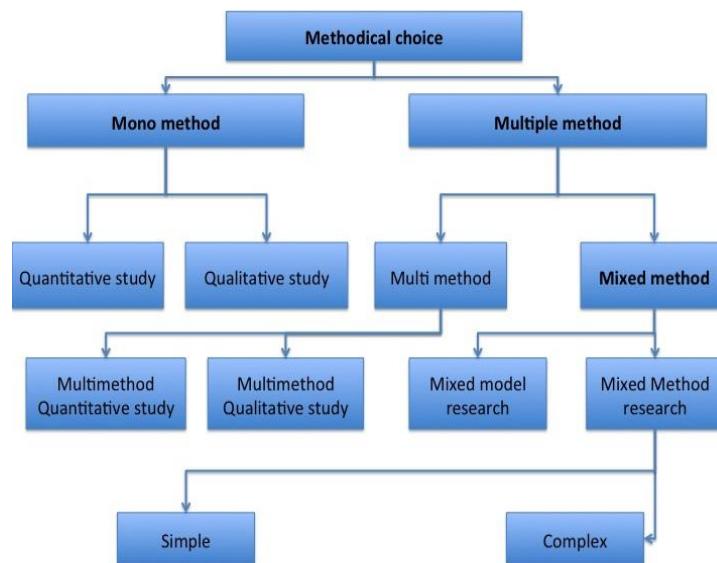 Methodical choice
Mono method
Multiple method
Quantitative study
Qualitative study
Multi method
Mixed method
Multimethod
Quantitative study
Multimethod
Qualitative study
Mixed model
research
Mixed Method
research
Simple
Complex